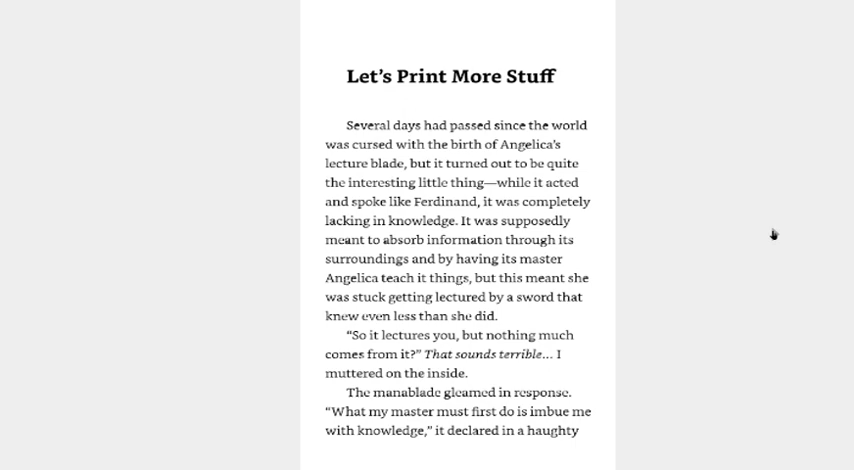 Let’s Print More Stuff
Several days had passed since the world
was cursed with the birth of Angelica’s
lecture blade, but it turned out to be quite
the interesting little thing—while it acted
and spoke like Ferdinand, it was completely
lacking in knowledge. It was supposedly
meant to absorb information through its
surroundings and by having its master
Angelica teach it things, but this meant she
was stuck getting lectured by a sword that
knew even less than she did.
“So it lectures you, but nothing much
comes from it?” That sounds terrible... I
muttered on the inside.
The manablade gleamed in response.
“What my master must first do is imbue me
with knowledge,” it declared in a haughty